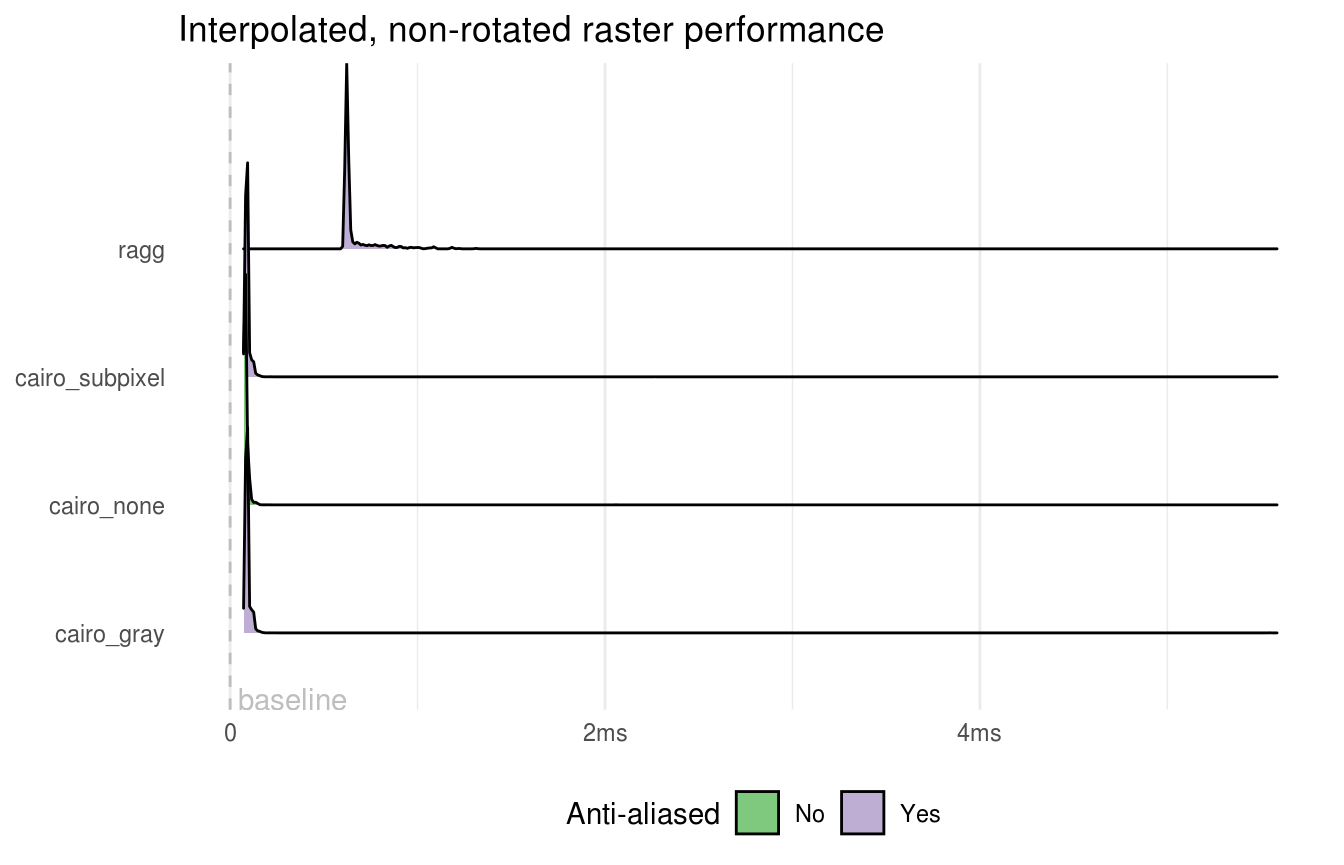 Interpolated, non-rotated raster performance
ragg
cairo_subpixel
cairo_none
cairo_gray
baseline
0 2ms 4ms
Anti-aliased No Yes